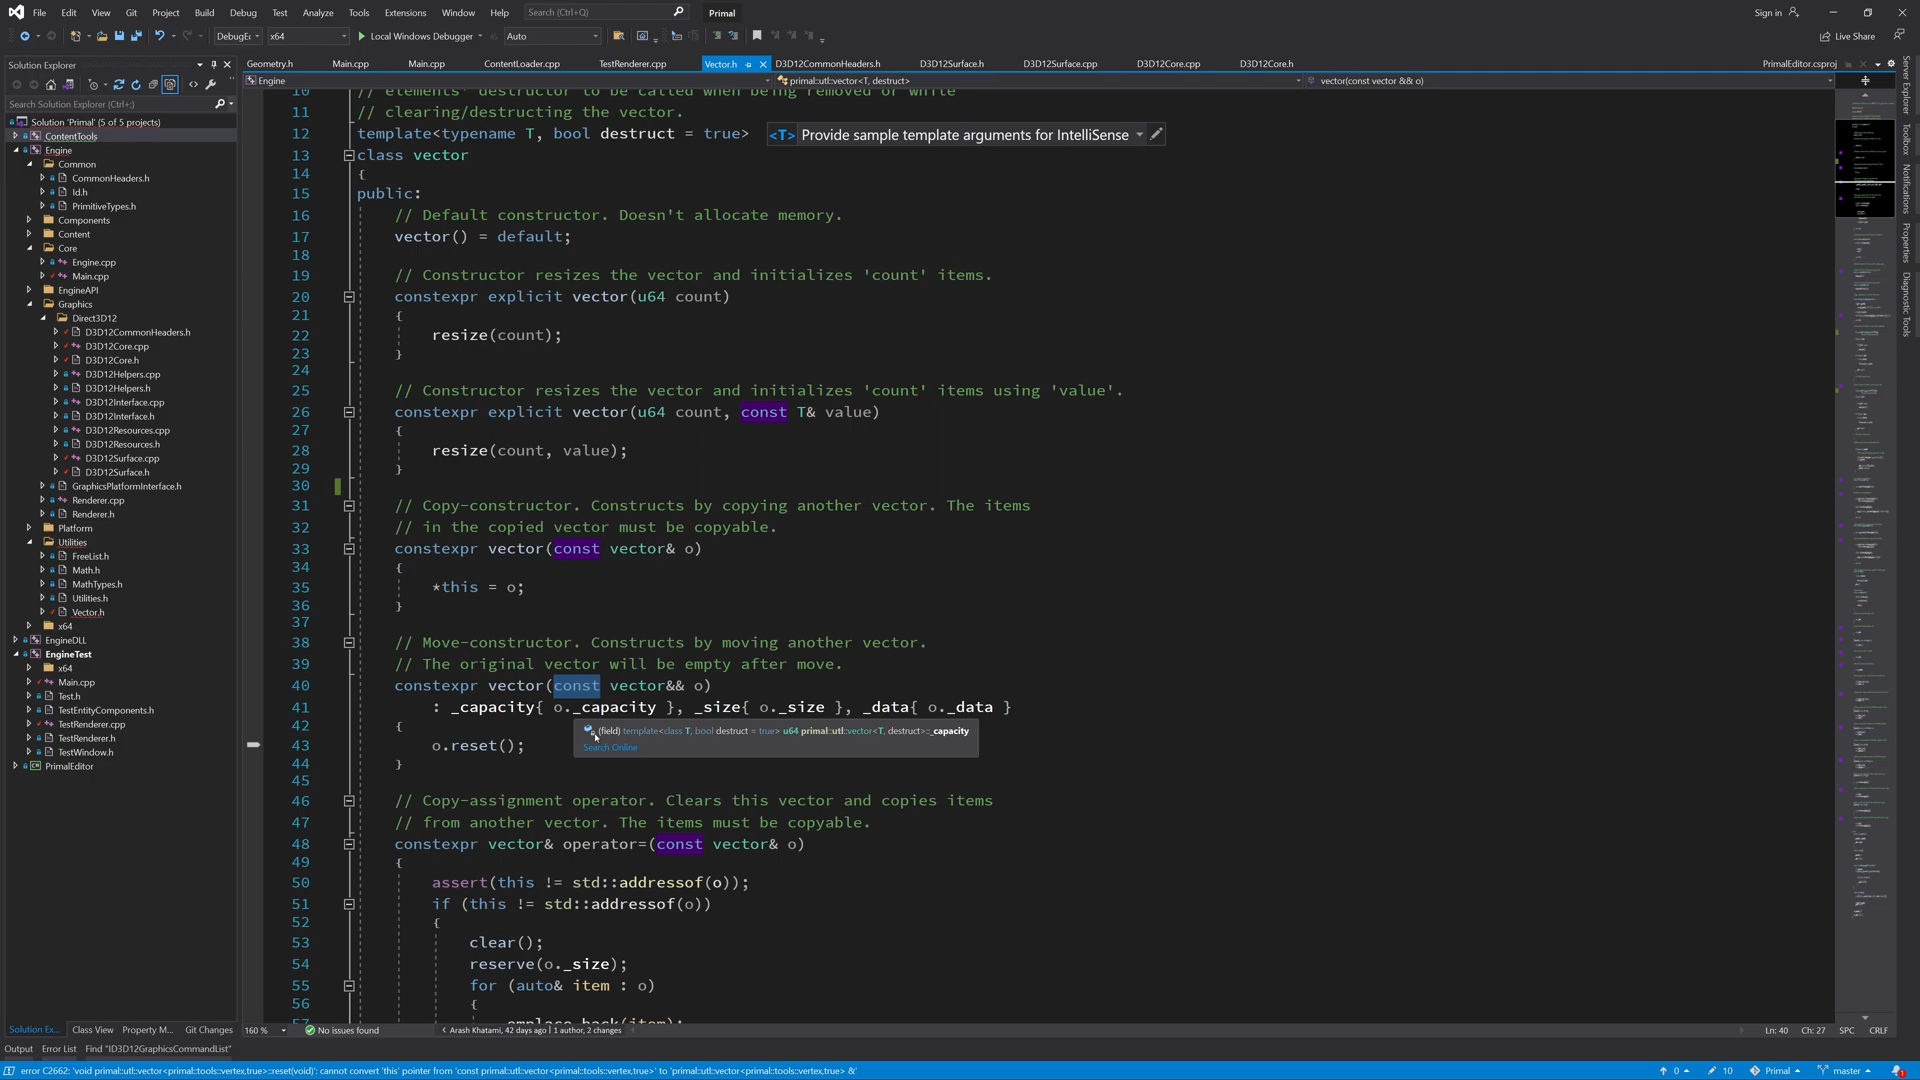 File Edit View Git Project Build Debug Test Analyze Tools Extensions Window Help Search (Ctrl+Q) Primal Sign in
DebugEc x64 Local Windows Debugger Auto Live Share
Solution Explorer
Search Solution Explorer (Ctrl+;)
Solution 'Primal' (5 of 5 projects)
ContentTools
Engine
Common
CommonHeaders.h
Id.h
PrimitiveTypes.h
Components
Content
Core
Engine.cpp
Main.cpp
EngineAPI
Graphics
Direct3D12
D3D12CommonHeaders.h
D3D12Core.cpp
D3D12Core.h
D3D12Helpers.cpp
D3D12Helpers.h
D3D12Interface.cpp
D3D12Interface.h
D3D12Resources.cpp
D3D12Resources.h
D3D12Surface.cpp
D3D12Surface.h
GraphicsPlatformInterface.h
Renderer.cpp
Renderer.h
Platform
Utilities
FreeList.h
Math.h
MathTypes.h
Utilities.h
Vector.h
x64
EngineDLL
EngineTest
x64
Main.cpp
Test.h
TestEntityComponents.h
TestRenderer.cpp
TestRenderer.h
TestWindow.h
PrimalEditor
Solution Ex... Class View Property M... Git Changes
Geometry.h Main.cpp Main.cpp ContentLoader.cpp TestRenderer.cpp Vector.h D3D12CommonHeaders.h D3D12Surface.h D3D12Surface.cpp D3D12Core.cpp D3D12Core.h PrimalEditor.csproj
Engine primal::utl::vector<T, destruct> vector(const vector && o)
10 // elements' destructor to be called when being removed or while
11 // clearing/destructing the vector.
12 template<typename T, bool destruct = true> <T> Provide sample template arguments for IntelliSense
13 class vector
14 {
15 public:
16 // Default constructor. Doesn't allocate memory.
17 vector() = default;
18
19 // Constructor resizes the vector and initializes 'count' items.
20 constexpr explicit vector(u64 count)
21 {
22 resize(count);
23 }
24
25 // Constructor resizes the vector and initializes 'count' items using 'value'.
26 constexpr explicit vector(u64 count, const T& value)
27 {
28 resize(count, value);
29 }
30
31 // Copy-constructor. Constructs by copying another vector. The items
32 // in the copied vector must be copyable.
33 constexpr vector(const vector& o)
34 {
35 *this = o;
36 }
37
38 // Move-constructor. Constructs by moving another vector.
39 // The original vector will be empty after move.
40 constexpr vector(const vector&& o)
41 : _capacity{ o._capacity }, _size{ o._size }, _data{ o._data }
42 {
(field) template<class T, bool destruct = true> u64 primal::utl::vector<T, destruct>::_capacity
Search Online
43 o.reset();
44 }
45
46 // Copy-assignment operator. Clears this vector and copies items
47 // from another vector. The items must be copyable.
48 constexpr vector& operator=(const vector& o)
49 {
50 assert(this != std::addressof(o));
51 if (this != std::addressof(o))
52 {
53 clear();
54 reserve(o._size);
55 for (auto& item : o)
56 {
57 emplace_back(item);
160 % No issues found Arash Khatami, 42 days ago | 1 author, 2 changes Ln: 40 Ch: 27 SPC CRLF
Server Explorer
Toolbox
Notifications
Properties
Diagnostic Tools
Output Error List Find "ID3D12GraphicsCommandList"
error C2662: 'void primal::utl::vector<primal::tools::vertex,true>::reset(void)': cannot convert 'this' pointer from 'const primal::utl::vector<primal::tools::vertex,true>' to 'primal::utl::vector<primal::tools::vertex,true> &' 0 10 Primal master 1